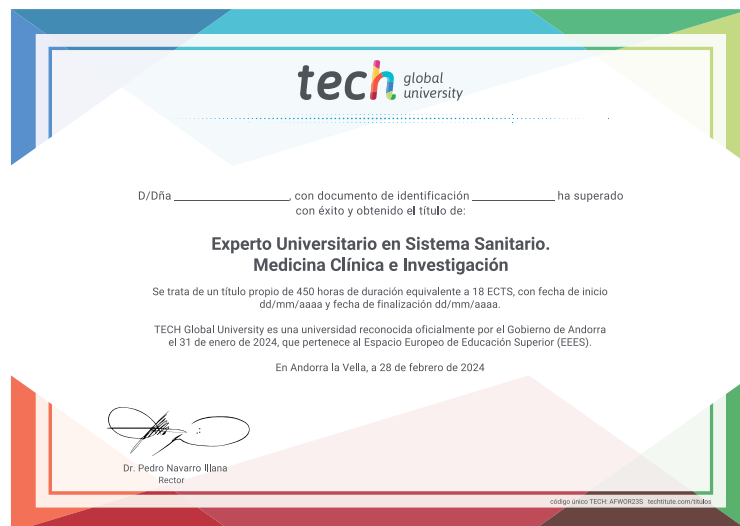 tech global
university
D/Dña ______________, con documento de identificación ______________ ha superado
con éxito y obtenido el título de:
Experto Universitario en Sistema Sanitario.
Medicina Clínica e Investigación
Se trata de un título propio de 450 horas de duración equivalente a 18 ECTS, con fecha de inicio
dd/mm/aaaa y fecha de finalización dd/mm/aaaa.
TECH Global University es una universidad reconocida oficialmente por el Gobierno de Andorra
el 31 de enero de 2024, que pertenece al Espacio Europeo de Educación Superior (EEES).
En Andorra la Vella, a 28 de febrero de 2024
Dr. Pedro Navarro Illana
Rector
código único TECH: AFWOR23S techtitute.com/titulos